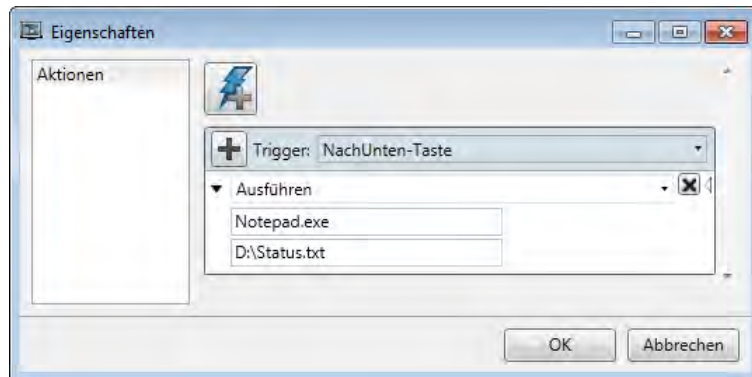 Eigenschaften
Aktionen
Trigger: NachUnten-Taste
Ausführen
Notepad.exe
D:\Status.txt
OK
Abbrechen